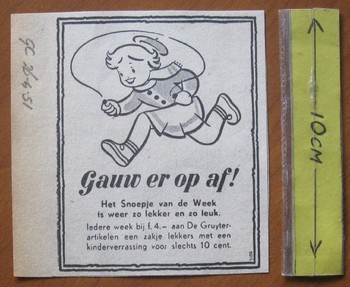 GC 26-4-51
Gauw er op af!
Het Snoepje van de Week
is weer zo lekker en zo leuk.
Iedere week bij f. 4.– aan De Gruyter-
artikelen een zakje lekkers met een
kinderverrassing voor slechts 10 cent.
10CM